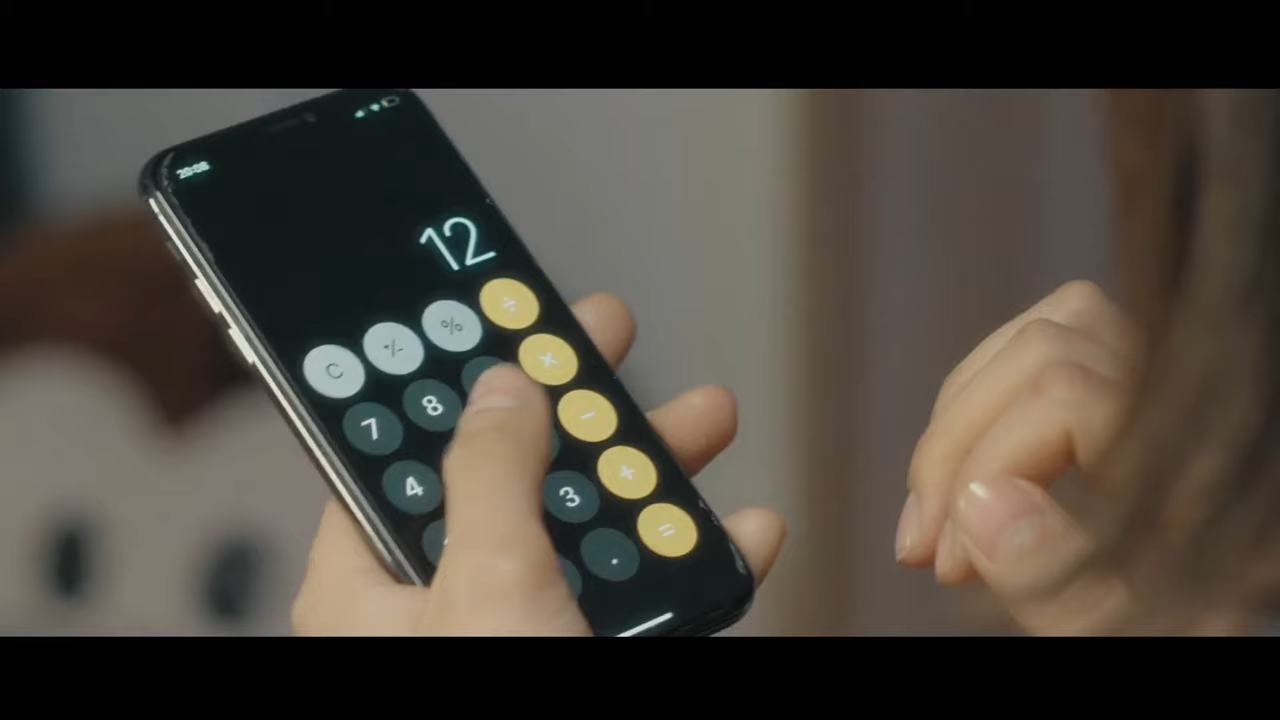 20:08
12
C +/- % ÷
7 8 ×
4 −
3 +
. =